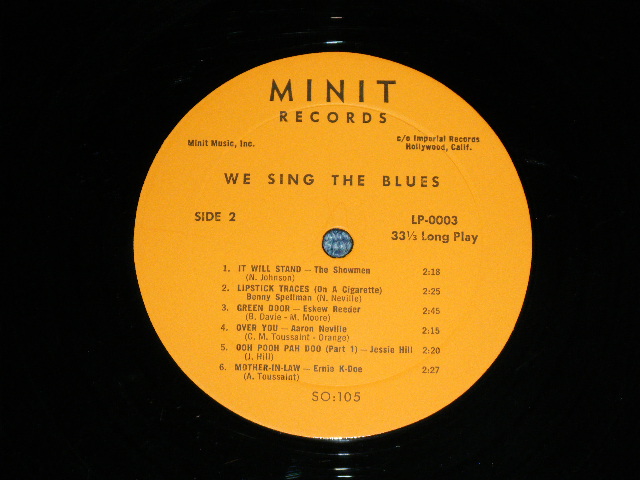 MINIT
RECORDS
Minit Music, Inc.
c/o Imperial Records
Hollywood, Calif.
WE SING THE BLUES
SIDE 2
LP-0003
33⅓ Long Play
1. IT WILL STAND — The Showmen 2:18
(N. Johnson)
2. LIPSTICK TRACES (On A Cigarette) 2:25
Benny Spellman (N. Neville)
3. GREEN DOOR — Eskew Reeder 2:45
(B. Davie - M. Moore)
4. OVER YOU — Aaron Neville 2:15
(C. M. Toussaint - Orange)
5. OOH POOH PAH DOO (Part 1) — Jessie Hill 2:20
(J. Hill)
6. MOTHER-IN-LAW — Ernie K-Doe 2:27
(A. Toussaint)
SO:105